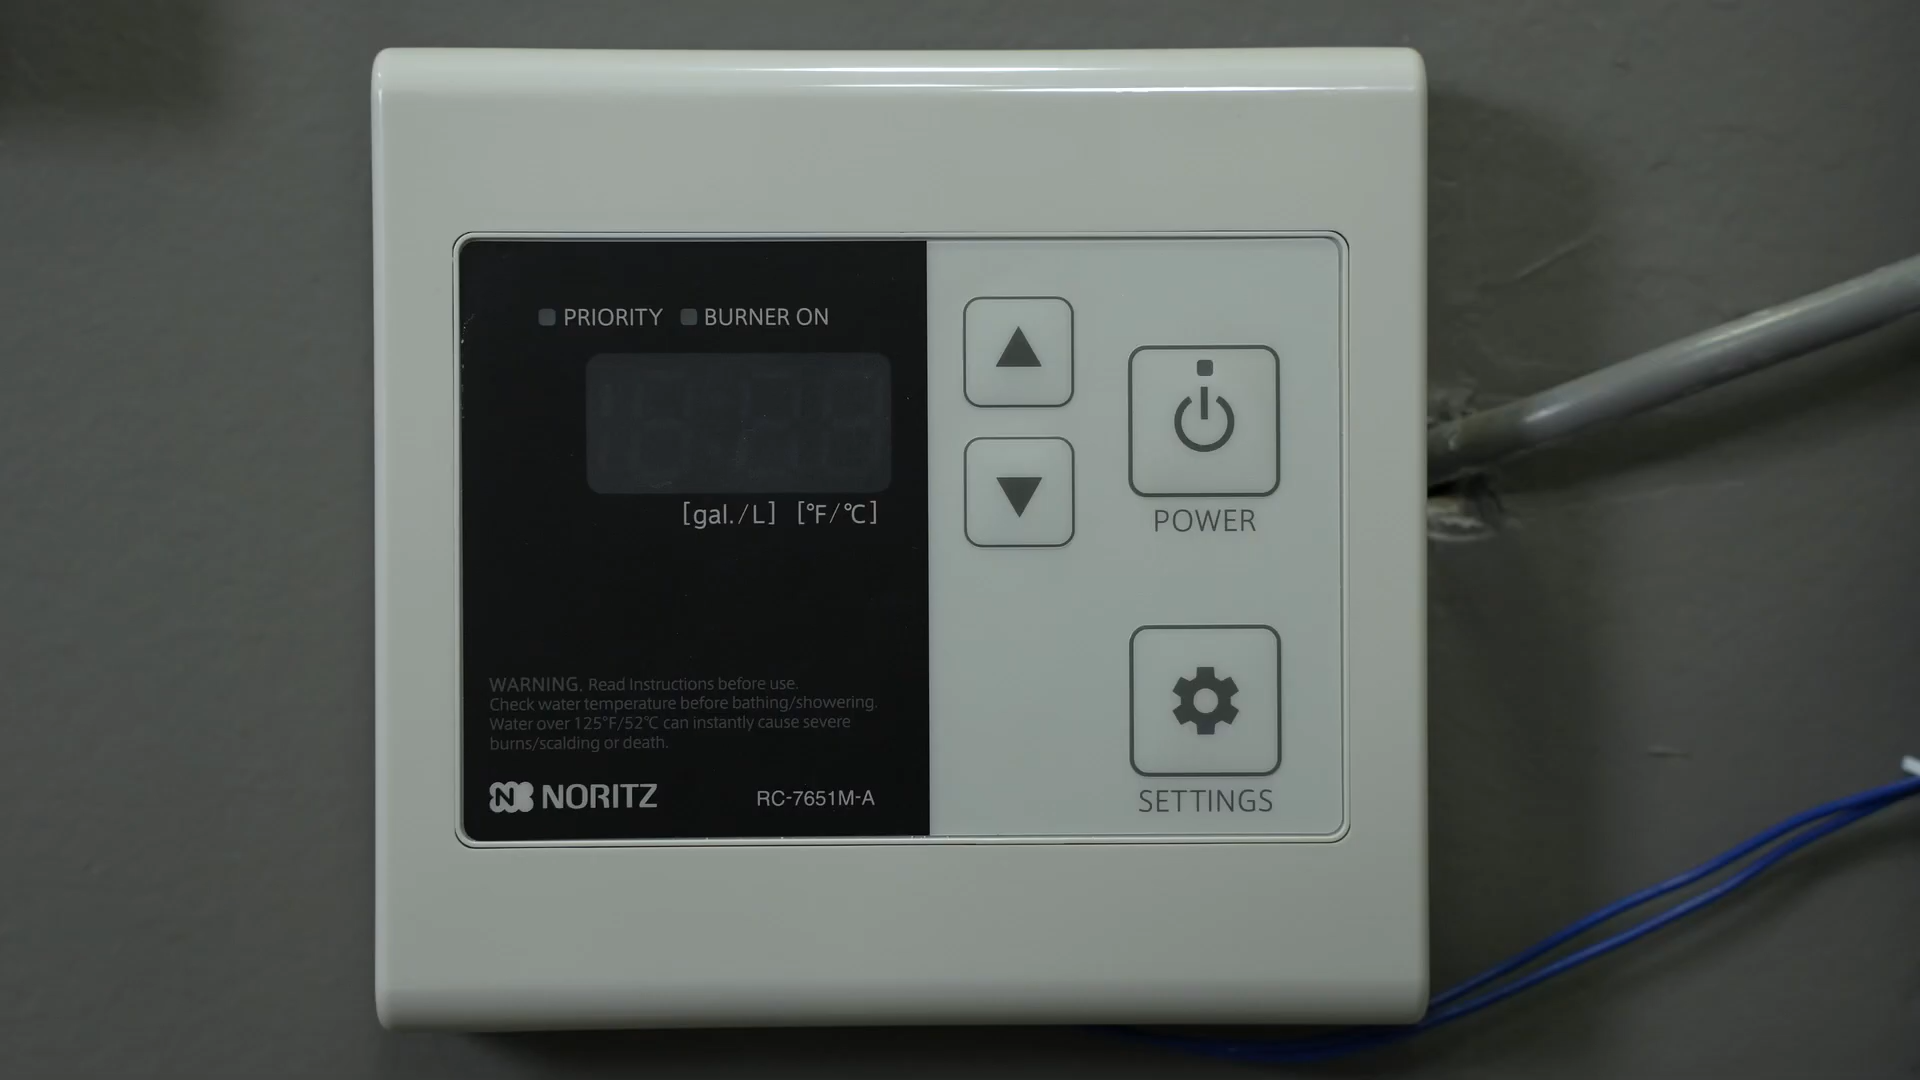 PRIORITY BURNER ON
[gal./L] [°F/℃]
POWER
WARNING. Read Instructions before use.
Check water temperature before bathing/showering.
Water over 125°F/52℃ can instantly cause severe
burns/scalding or death.
NORITZ RC-7651M-A
SETTINGS